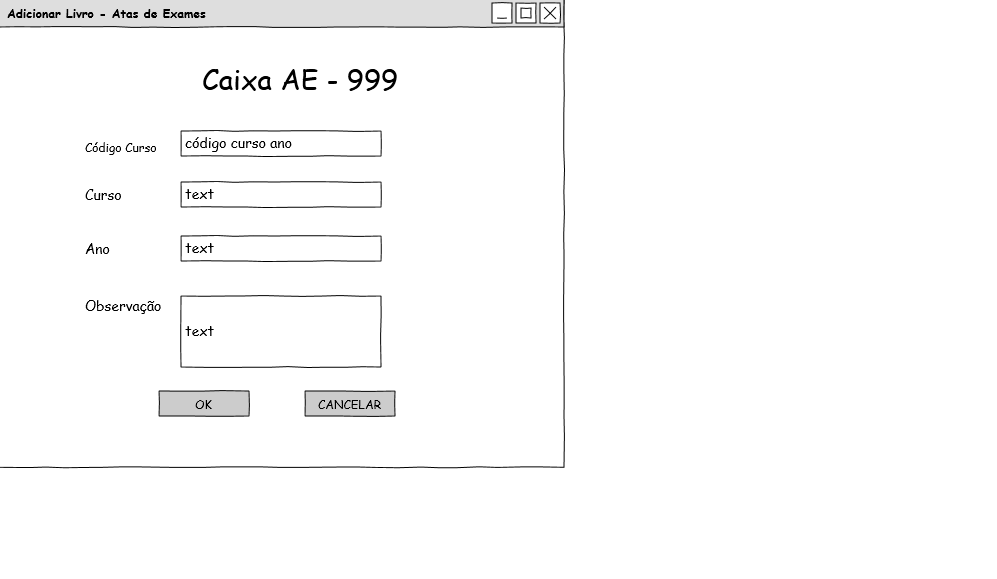 Adicionar Livro - Atas de Exames
Caixa AE - 999
Código Curso
código curso ano
Curso
text
Ano
text
Observação
text
OK
CANCELAR